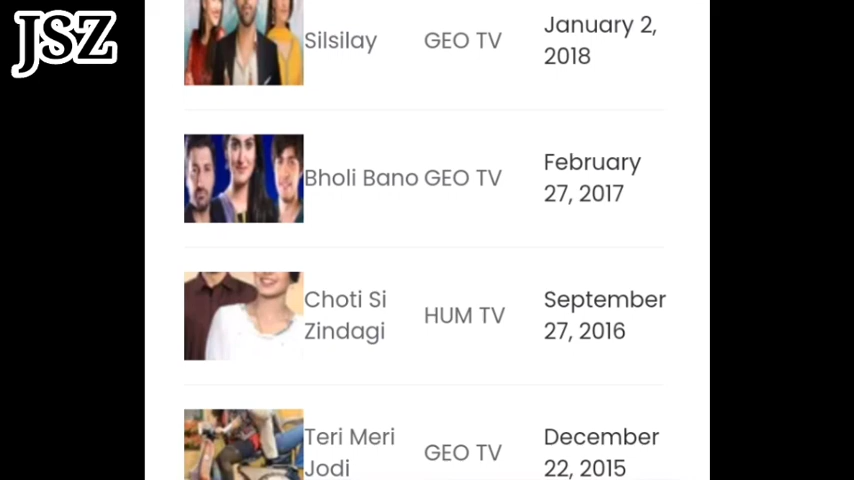 JSZ
Silsilay GEO TV January 2,
2018
Bholi Bano GEO TV February
27, 2017
Choti Si
Zindagi HUM TV September
27, 2016
Teri Meri
Jodi GEO TV December
22, 2015